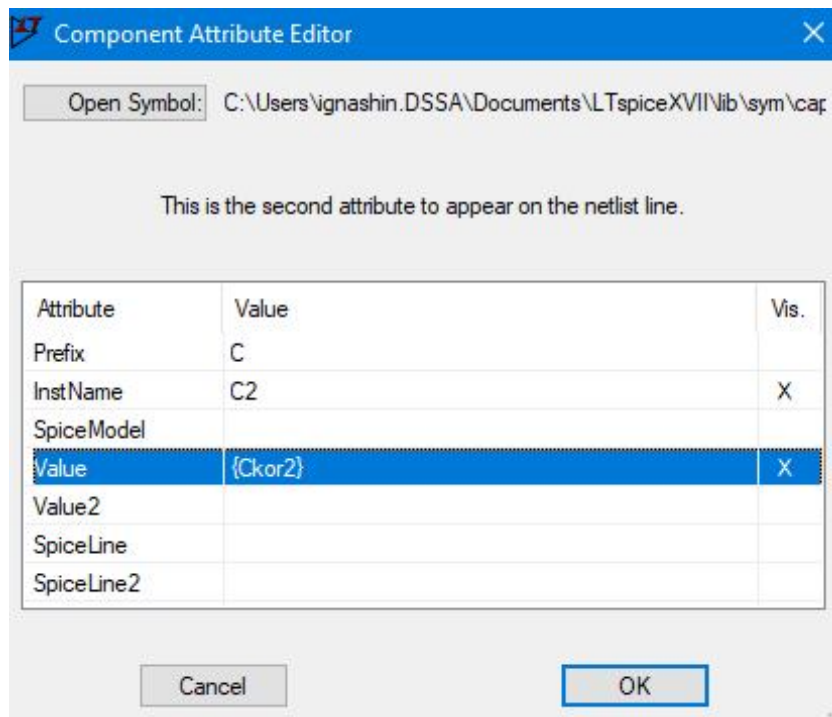 Component Attribute Editor
Open Symbol: C:\Users\ignashin.DSSA\Documents\LTspiceXVII\lib\sym\cap
This is the second attribute to appear on the netlist line.
Attribute Value Vis.
Prefix C
InstName C2 X
SpiceModel
Value {Ckor2} X
Value2
SpiceLine
SpiceLine2
Cancel OK